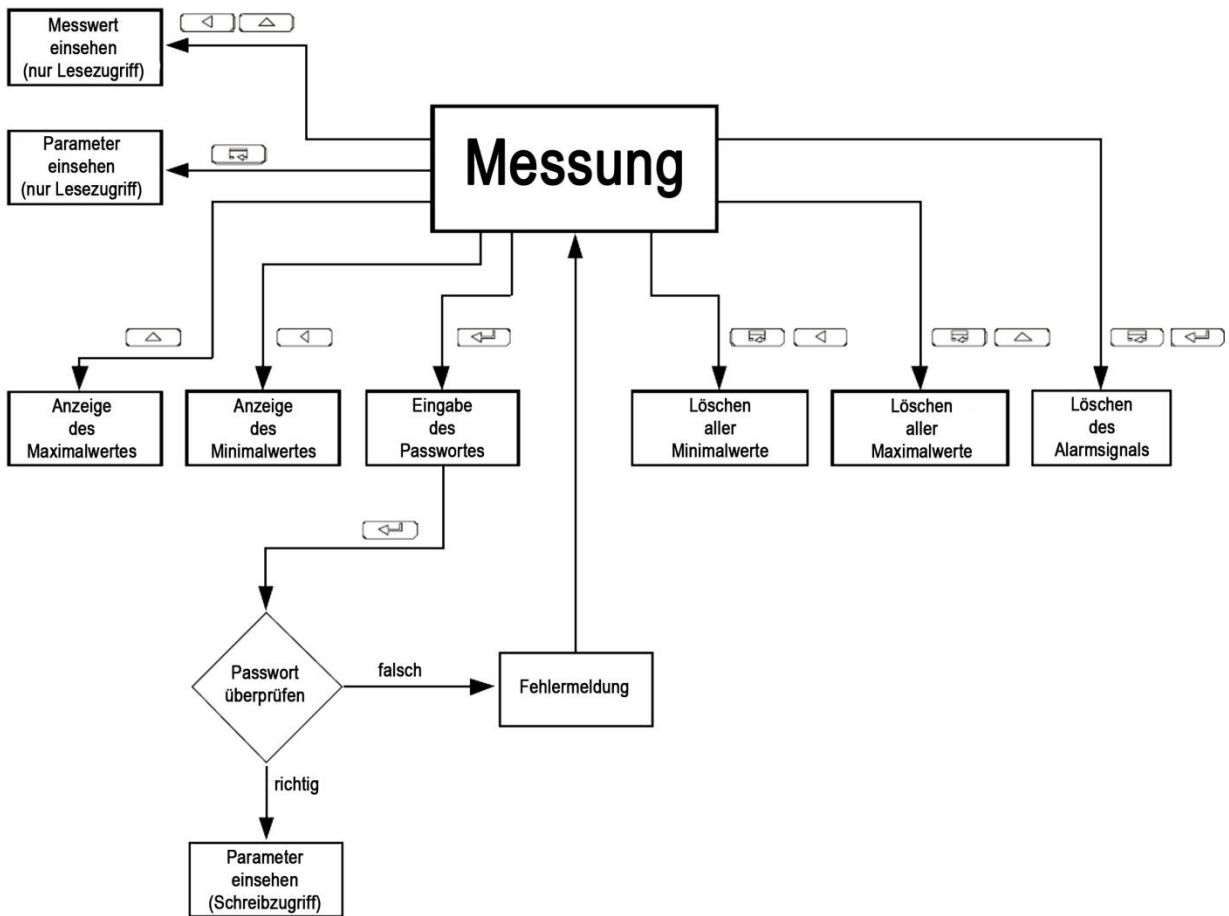 Messwert
einsehen
(nur Lesezugriff)
Messung
Parameter
einsehen
(nur Lesezugriff)
Anzeige
des
Maximalwertes
Anzeige
des
Minimalwertes
Eingabe
des
Passwortes
Löschen
aller
Minimalwerte
Löschen
aller
Maximalwerte
Löschen
des
Alarmsignals
Passwort
überprüfen
falsch
Fehlermeldung
richtig
Parameter
einsehen
(Schreibzugriff)